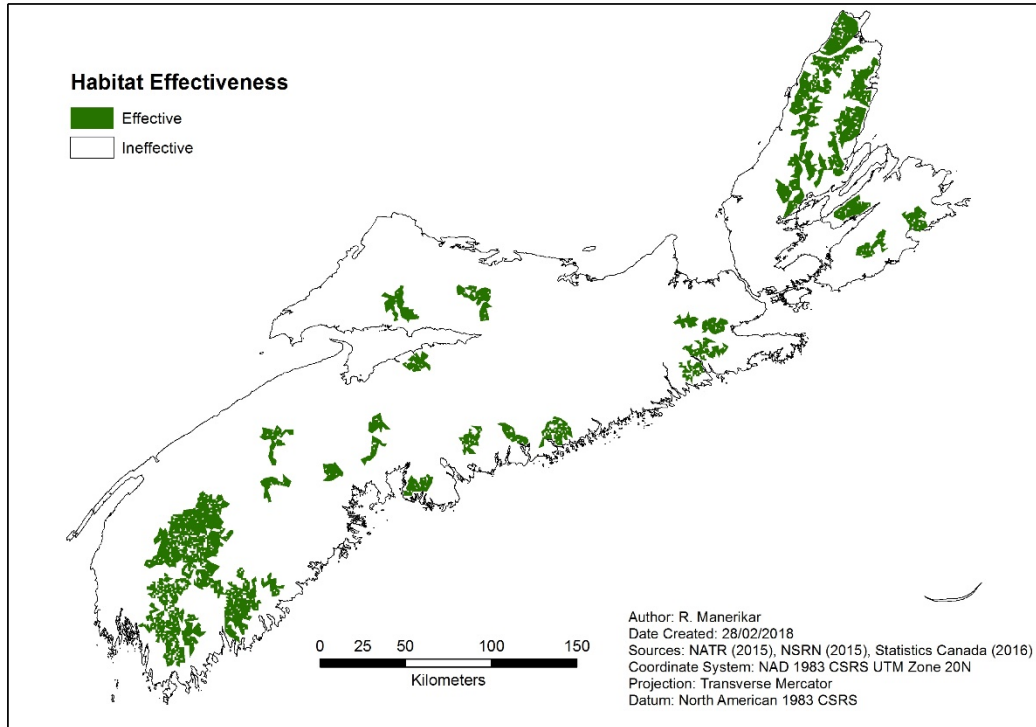 Habitat Effectiveness
Effective
Ineffective
0 25 50 100 150
Kilometers
Author: R. Manerikar
Date Created: 28/02/2018
Sources: NATR (2015), NSRN (2015), Statistics Canada (2016)
Coordinate System: NAD 1983 CSRS UTM Zone 20N
Projection: Transverse Mercator
Datum: North American 1983 CSRS